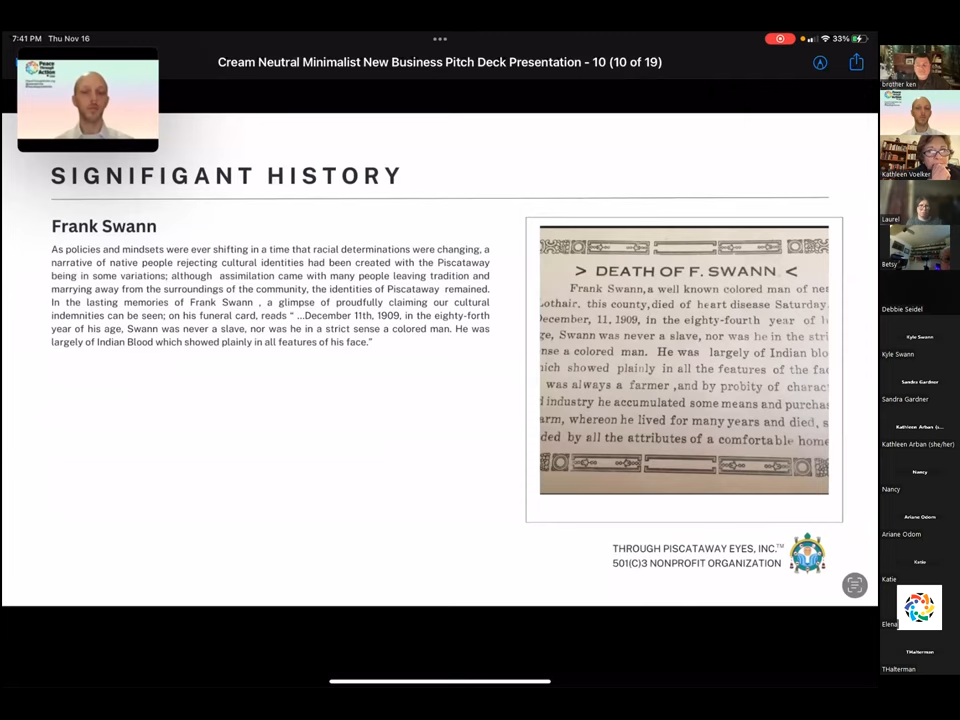 7:41 PM Thu Nov 16
33%
Cream Neutral Minimalist New Business Pitch Deck Presentation - 10 (10 of 19)
Peace
Through
Action
SIGNIFIGANT HISTORY
Frank Swann
As policies and mindsets were ever shifting in a time that racial determinations were changing, a
narrative of native people rejecting cultural identities had been created with the Piscataway
being in some variations; although assimilation came with many people leaving tradition and
marrying away from the surroundings of the community, the identities of Piscataway remained.
In the lasting memories of Frank Swann , a glimpse of proudfully claiming our cultural
indemnities can be seen; on his funeral card, reads “ ...December 11th, 1909, in the eighty-forth
year of his age, Swann was never a slave, nor was he in a strict sense a colored man. He was
largely of Indian Blood which showed plainly in all features of his face.”
> DEATH OF F. SWANN. <
Frank Swann, a well known colored man of
othair. this county, died of heart disease Saturday,
ecember, 11, 1909, in the eighty-fourth year of
ge, Swann was never a slave, nor was he in the stri
nse a colored man. He was largely of Indian blo
ich showed plainly in all the features of the fac
was always a farmer ,and by probity of charac
industry he accumulated some means and purchas
arm, whereon he lived for many years and died, s
ded by all the attributes of a comfortable home
THROUGH PISCATAWAY EYES, INC.™
501(C)3 NONPROFIT ORGANIZATION
brother ken
Kathleen Voelker
Laurel
Betsy
Debbie Seidel
Kyle Swann
Kyle Swann
Sandra Gardner
Sandra Gardner
Kathleen Arban (s...
Kathleen Arban (she/her)
Nancy
Nancy
Ariane Odom
Ariane Odom
Katie
Katie
Elena
THalterman
THalterman